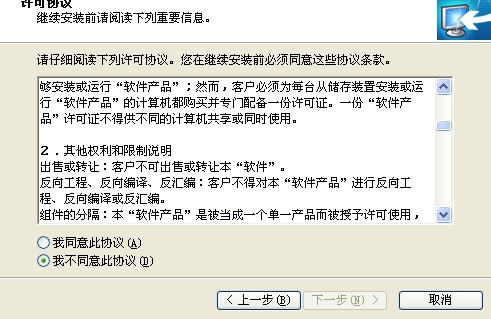 许可协议
继续安装前请阅读下列重要信息。
请仔细阅读下列许可协议。您在继续安装前必须同意这些协议条款。
够安装或运行“软件产品”；然而，客户必须为每台从储存装置安装或运
行“软件产品”的计算机都购买并专门配备一份许可证。一份“软件产
品”许可证不得供不同的计算机共享或同时使用。
2．其他权利和限制说明
出售或转让：客户不可出售或转让本“软件”。
反向工程、反向编译、反汇编：客户不得对本“软件产品”进行反向工
程、反向编译或反汇编。
组件的分隔：本“软件产品”是被当成一个单一产品而被授予许可使用，
我同意此协议(A)
我不同意此协议(D)
< 上一步(B)
下一步(N) >
取消